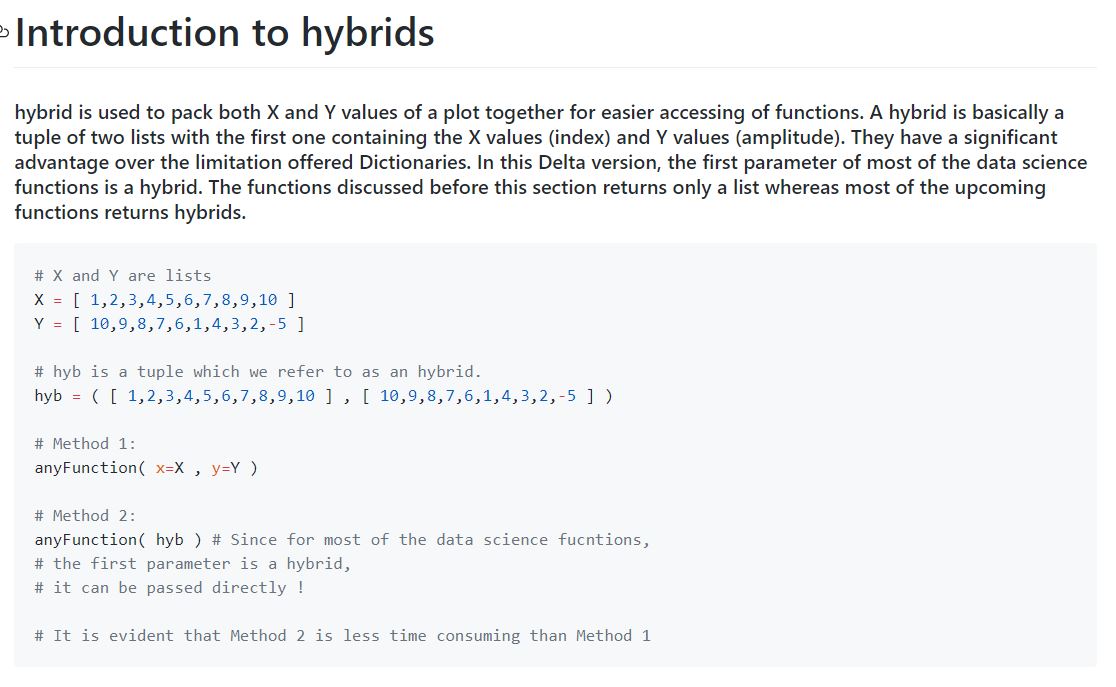 Introduction to hybrids
hybrid is used to pack both X and Y values of a plot together for easier accessing of functions. A hybrid is basically a
tuple of two lists with the first one containing the X values (index) and Y values (amplitude). They have a significant
advantage over the limitation offered Dictionaries. In this Delta version, the first parameter of most of the data science
functions is a hybrid. The functions discussed before this section returns only a list whereas most of the upcoming
functions returns hybrids.
# X and Y are lists
X = [ 1,2,3,4,5,6,7,8,9,10 ]
Y = [ 10,9,8,7,6,1,4,3,2,-5 ]
# hyb is a tuple which we refer to as an hybrid.
hyb = ( [ 1,2,3,4,5,6,7,8,9,10 ] , [ 10,9,8,7,6,1,4,3,2,-5 ] )
# Method 1:
anyFunction( x=X , y=Y )
# Method 2:
anyFunction( hyb ) # Since for most of the data science fucntions,
# the first parameter is a hybrid,
# it can be passed directly !
# It is evident that Method 2 is less time consuming than Method 1